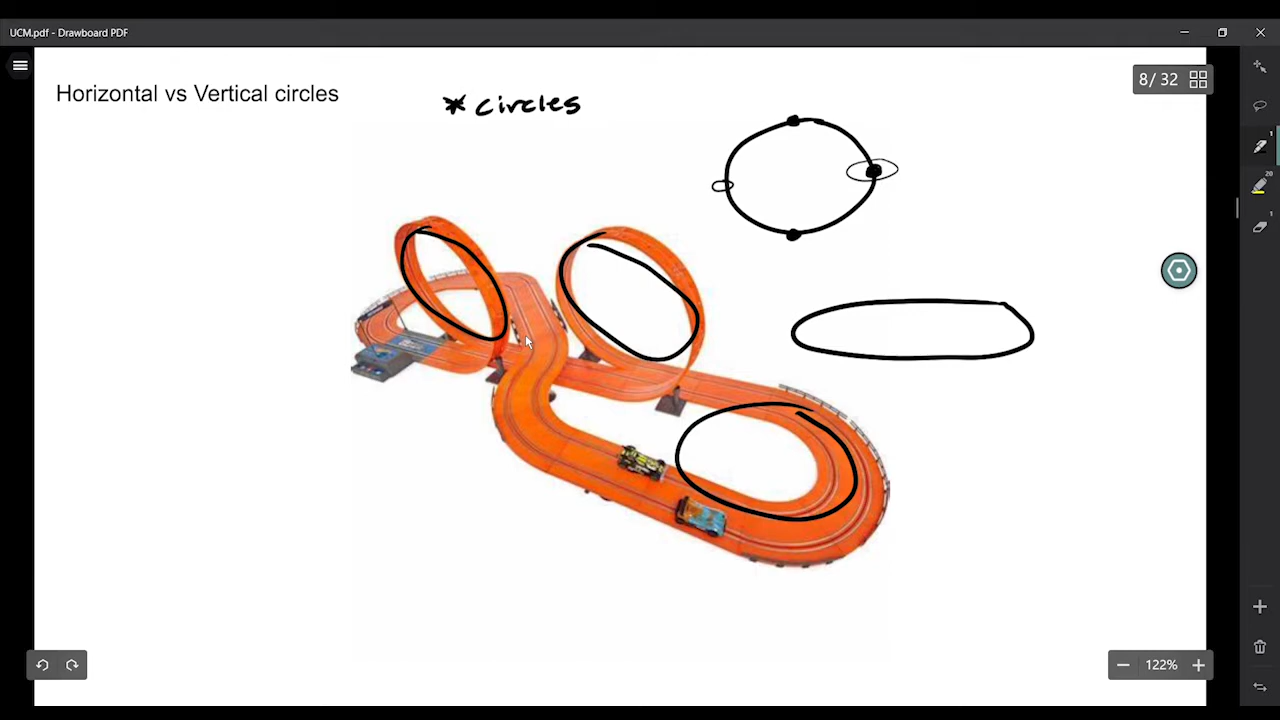 UCM.pdf - Drawboard PDF
8/ 32
Horizontal vs Vertical circles
* circles
122%